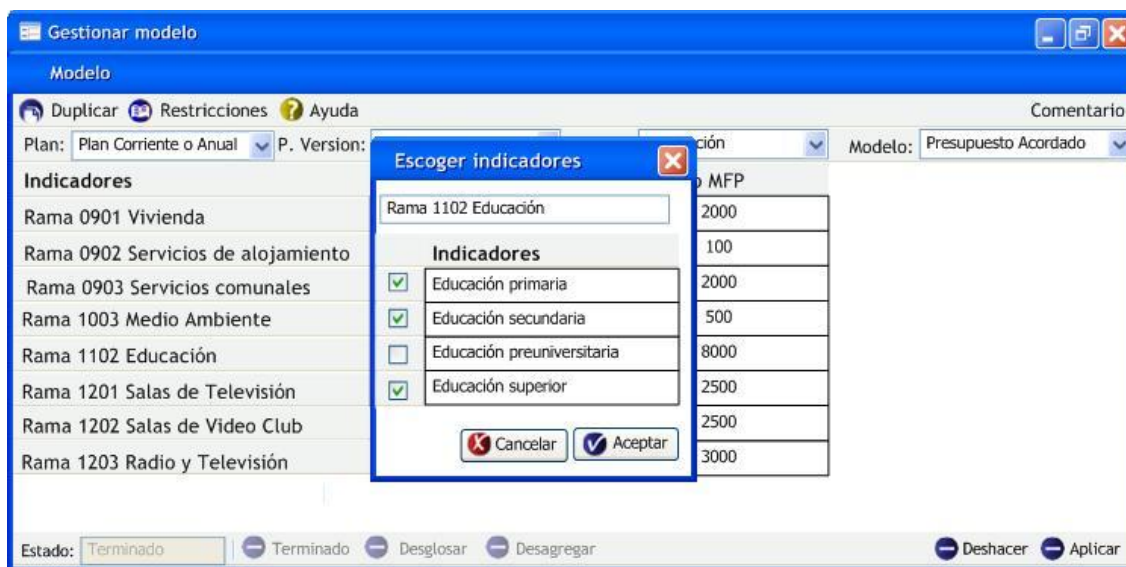 Gestionar modelo
Modelo
Duplicar Restricciones Ayuda Comentario
Plan: Plan Corriente o Anual P. Version: ción Modelo: Presupuesto Acordado
Escoger indicadores
Indicadores MFP
Rama 1102 Educación
Rama 0901 Vivienda 2000
Rama 0902 Servicios de alojamiento 100
Indicadores
Rama 0903 Servicios comunales 2000
Educación primaria
Rama 1003 Medio Ambiente 500
Educación secundaria
Rama 1102 Educación 8000
Educación preuniversitaria
Rama 1201 Salas de Televisión 2500
Educación superior
Rama 1202 Salas de Video Club 2500
Cancelar Aceptar
Rama 1203 Radio y Televisión 3000
Estado: Terminado Terminado Desglosar Desagregar Deshacer Aplicar